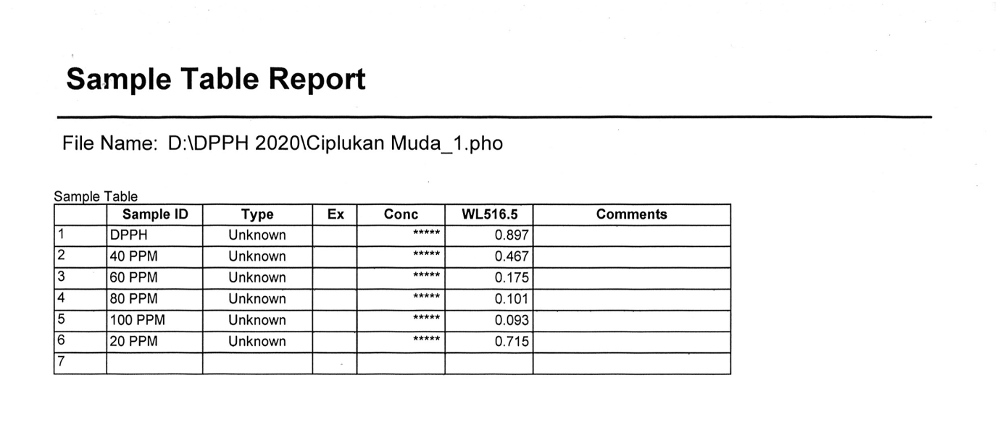 Sample Table Report
File Name: D:\DPPH 2020\Ciplukan Muda_1.pho
Sample Table
Sample ID Type Ex Conc WL516.5 Comments
1 DPPH Unknown ***** 0.897
2 40 PPM Unknown ***** 0.467
3 60 PPM Unknown ***** 0.175
4 80 PPM Unknown ***** 0.101
5 100 PPM Unknown ***** 0.093
6 20 PPM Unknown ***** 0.715
7